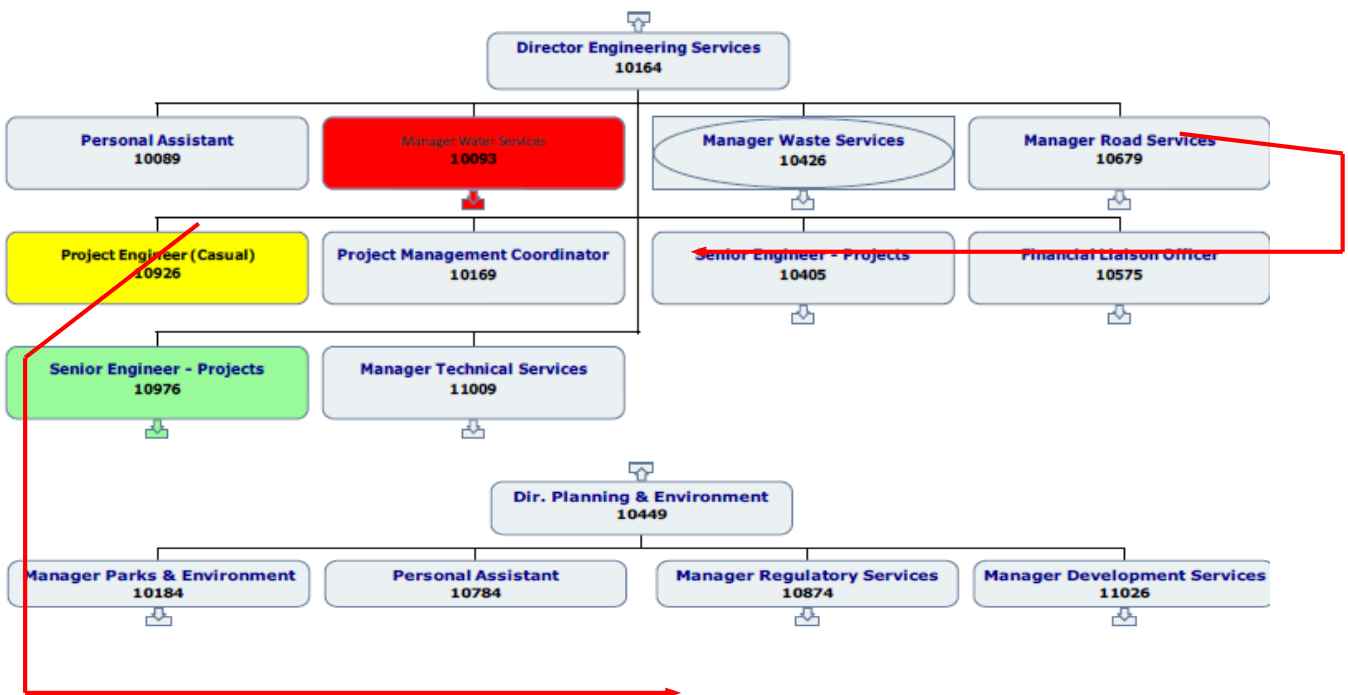 Director Engineering Services
10164
Personal Assistant
10089
Manager Water Services
10093
Manager Waste Services
10426
Manager Road Services
10679
Project Engineer (Casual)
10926
Project Management Coordinator
10169
Senior Engineer - Projects
10405
Financial Liaison Officer
10575
Senior Engineer - Projects
10976
Manager Technical Services
11009
Dir. Planning & Environment
10449
Manager Parks & Environment
10184
Personal Assistant
10784
Manager Regulatory Services
10874
Manager Development Services
11026